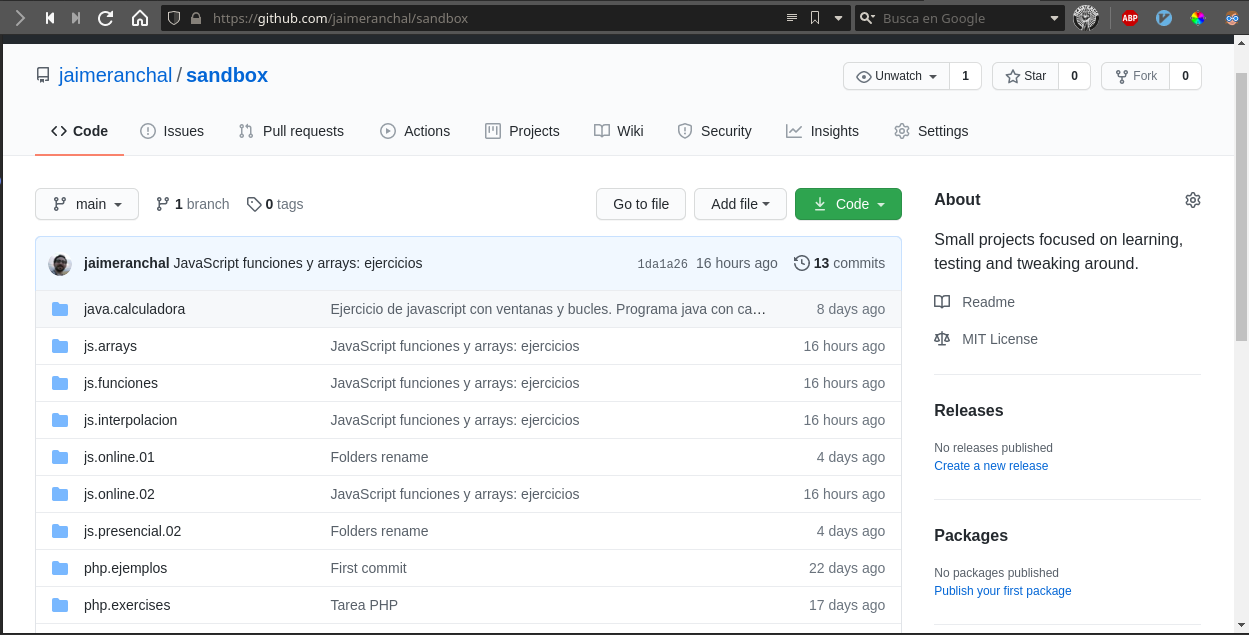 https://github.com/jaimeranchal/sandbox
Busca en Google
ABP
jaimeranchal / sandbox
Unwatch 1
Star 0
Fork 0
Code
Issues
Pull requests
Actions
Projects
Wiki
Security
Insights
Settings
main
1 branch
0 tags
Go to file
Add file
Code
jaimeranchal JavaScript funciones y arrays: ejercicios 1da1a26 16 hours ago 13 commits
java.calculadora Ejercicio de javascript con ventanas y bucles. Programa java con ca… 8 days ago
js.arrays JavaScript funciones y arrays: ejercicios 16 hours ago
js.funciones JavaScript funciones y arrays: ejercicios 16 hours ago
js.interpolacion JavaScript funciones y arrays: ejercicios 16 hours ago
js.online.01 Folders rename 4 days ago
js.online.02 JavaScript funciones y arrays: ejercicios 16 hours ago
js.presencial.02 Folders rename 4 days ago
php.ejemplos First commit 22 days ago
php.exercises Tarea PHP 17 days ago
About
Small projects focused on learning,
testing and tweaking around.
Readme
MIT License
Releases
No releases published
Create a new release
Packages
No packages published
Publish your first package